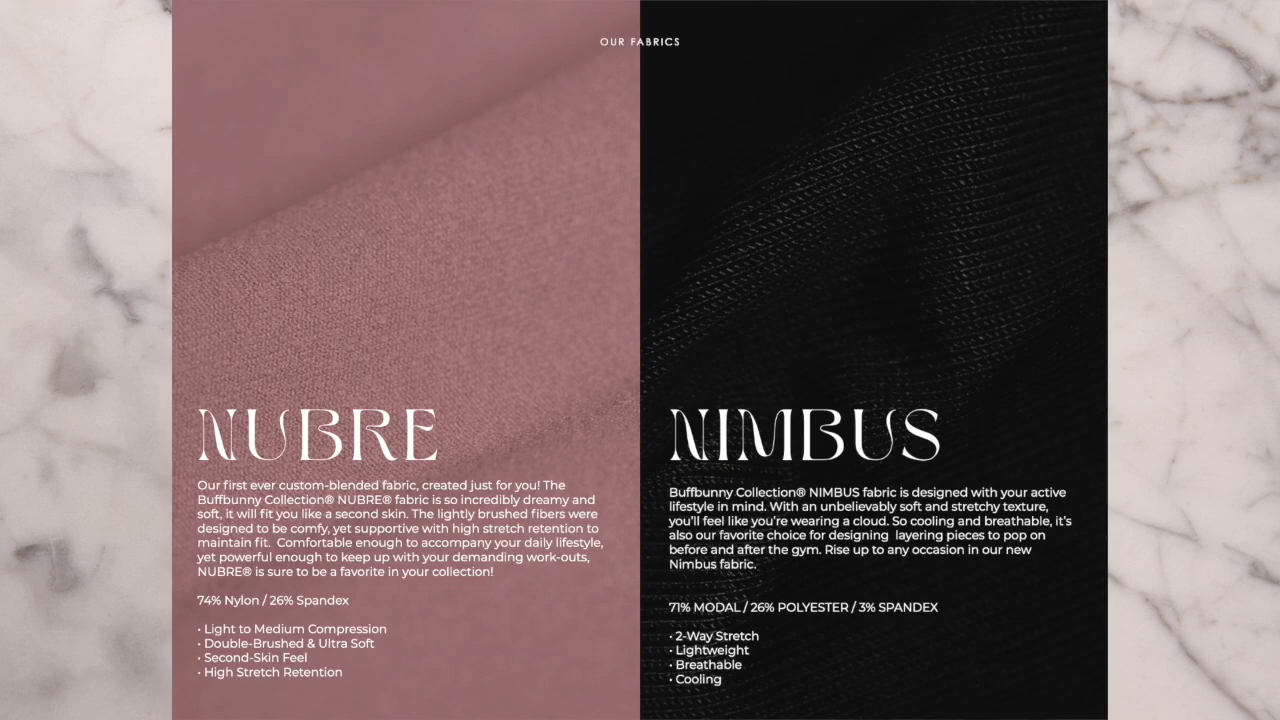 OUR FABRICS
NUBRE
Our first ever custom-blended fabric, created just for you! The
Buffbunny Collection® NUBRE® fabric is so incredibly dreamy and
soft, it will fit you like a second skin. The lightly brushed fibers were
designed to be comfy, yet supportive with high stretch retention to
maintain fit.  Comfortable enough to accompany your daily lifestyle,
yet powerful enough to keep up with your demanding work-outs,
NUBRE® is sure to be a favorite in your collection!
74% Nylon / 26% Spandex
• Light to Medium Compression
• Double-Brushed & Ultra Soft
• Second-Skin Feel
• High Stretch Retention
NIMBUS
Buffbunny Collection® NIMBUS fabric is designed with your active
lifestyle in mind. With an unbelievably soft and stretchy texture,
you'll feel like you're wearing a cloud. So cooling and breathable, it's
also our favorite choice for designing  layering pieces to pop on
before and after the gym. Rise up to any occasion in our new
Nimbus fabric.
71% MODAL / 26% POLYESTER / 3% SPANDEX
• 2-Way Stretch
• Lightweight
• Breathable
• Cooling